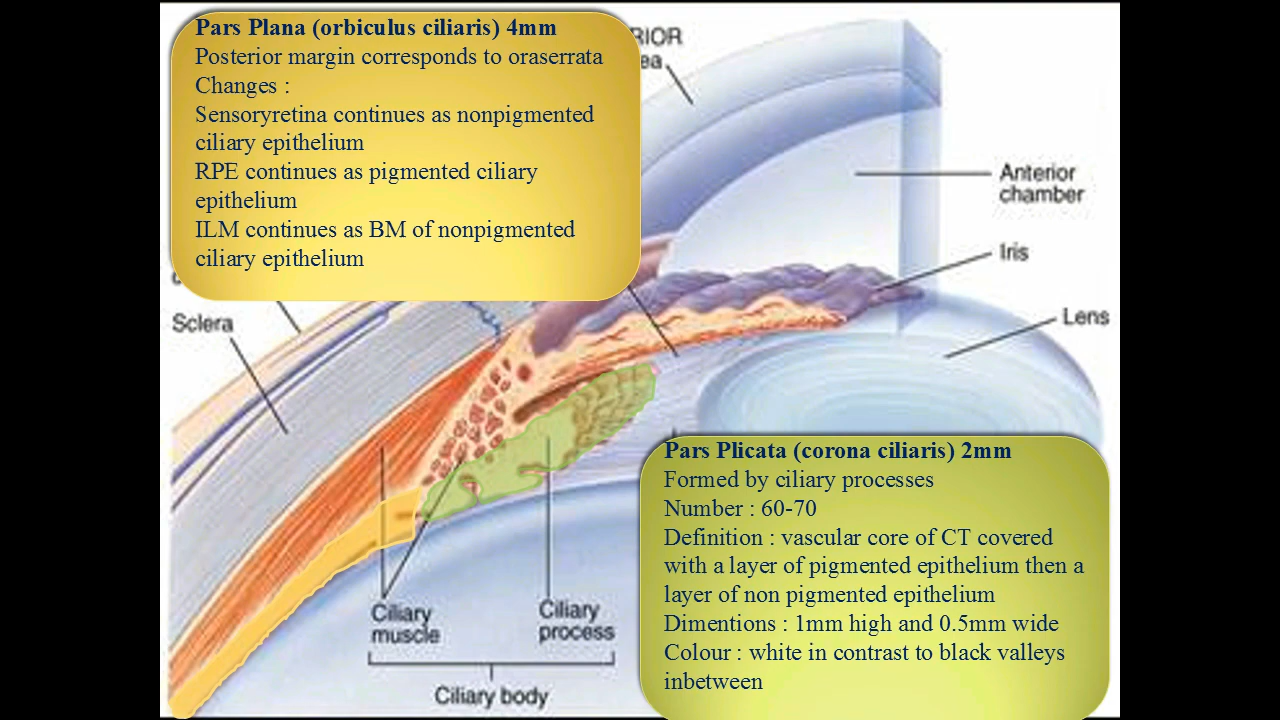 Pars Plana (orbiculus ciliaris) 4mm
Posterior margin corresponds to oraserrata
Changes :
Sensoryretina continues as nonpigmented
ciliary epithelium
RPE continues as pigmented ciliary
epithelium
ILM continues as BM of nonpigmented
ciliary epithelium
Anterior
chamber
Iris
Lens
Sclera
Pars Plicata (corona ciliaris) 2mm
Formed by ciliary processes
Number : 60-70
Definition : vascular core of CT covered
with a layer of pigmented epithelium then a
layer of non pigmented epithelium
Dimentions : 1mm high and 0.5mm wide
Colour : white in contrast to black valleys
inbetween
Ciliary
muscle
Ciliary
process
Ciliary body